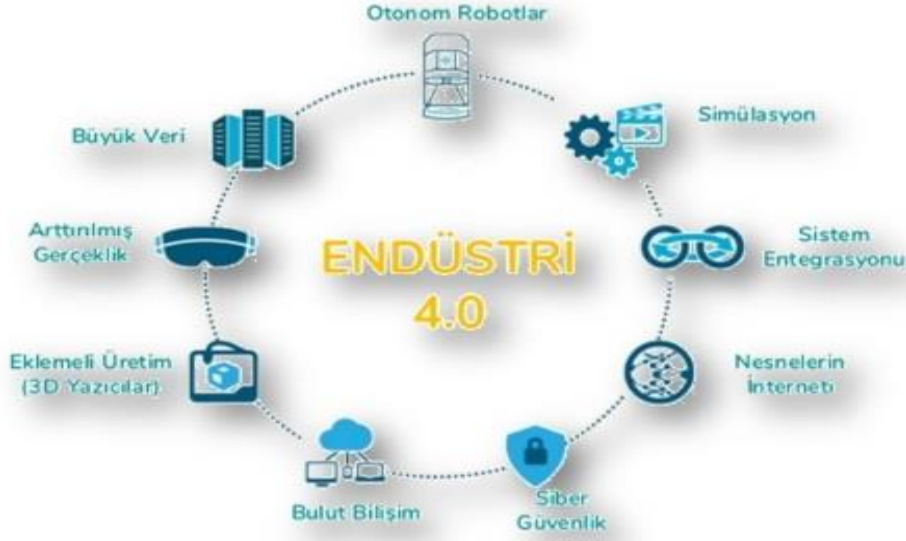 Otonom Robotlar
Simülasyon
Büyük Veri
Arttırılmış
Gerçeklik
Sistem
Entegrasyonu
ENDÜSTRİ
4.0
Eklemeli Üretim
(3D Yazıcılar)
Nesnelerin
İnterneti
Bulut Bilişim
Siber
Güvenlik